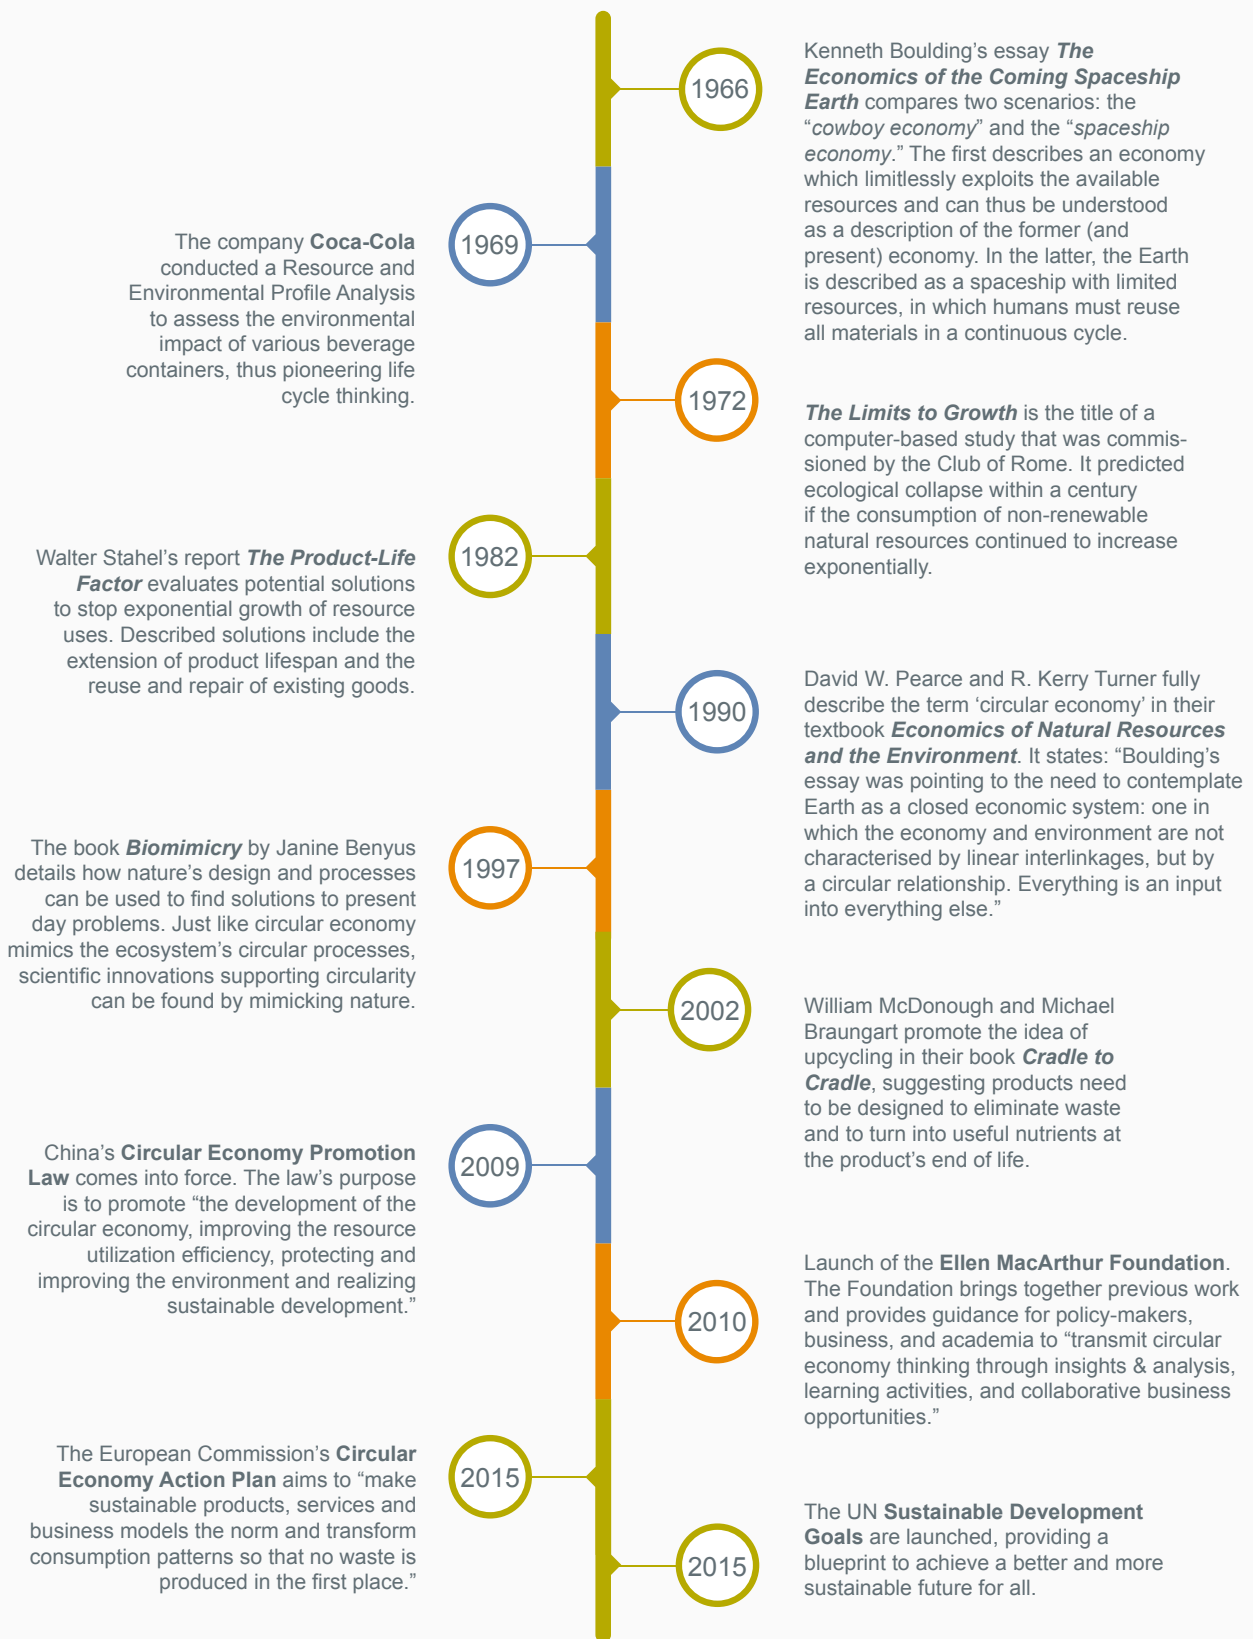 1966
Kenneth Boulding’s essay The
Economics of the Coming Spaceship
Earth compares two scenarios: the
“cowboy economy” and the “spaceship
economy.” The first describes an economy
which limitlessly exploits the available
resources and can thus be understood
as a description of the former (and
present) economy. In the latter, the Earth
is described as a spaceship with limited
resources, in which humans must reuse
all materials in a continuous cycle.
1969
The company Coca-Cola
conducted a Resource and
Environmental Profile Analysis
to assess the environmental
impact of various beverage
containers, thus pioneering life
cycle thinking.
1972
The Limits to Growth is the title of a
computer-based study that was commis-
sioned by the Club of Rome. It predicted
ecological collapse within a century
if the consumption of non-renewable
natural resources continued to increase
exponentially.
1982
Walter Stahel’s report The Product-Life
Factor evaluates potential solutions
to stop exponential growth of resource
uses. Described solutions include the
extension of product lifespan and the
reuse and repair of existing goods.
1990
David W. Pearce and R. Kerry Turner fully
describe the term ‘circular economy’ in their
textbook Economics of Natural Resources
and the Environment. It states: “Boulding’s
essay was pointing to the need to contemplate
Earth as a closed economic system: one in
which the economy and environment are not
characterised by linear interlinkages, but by
a circular relationship. Everything is an input
into everything else.”
1997
The book Biomimicry by Janine Benyus
details how nature’s design and processes
can be used to find solutions to present
day problems. Just like circular economy
mimics the ecosystem’s circular processes,
scientific innovations supporting circularity
can be found by mimicking nature.
2002
William McDonough and Michael
Braungart promote the idea of
upcycling in their book Cradle to
Cradle, suggesting products need
to be designed to eliminate waste
and to turn into useful nutrients at
the product’s end of life.
2009
China’s Circular Economy Promotion
Law comes into force. The law’s purpose
is to promote “the development of the
circular economy, improving the resource
utilization efficiency, protecting and
improving the environment and realizing
sustainable development.”
2010
Launch of the Ellen MacArthur Foundation.
The Foundation brings together previous work
and provides guidance for policy-makers,
business, and academia to “transmit circular
economy thinking through insights & analysis,
learning activities, and collaborative business
opportunities.”
2015
The European Commission’s Circular
Economy Action Plan aims to “make
sustainable products, services and
business models the norm and transform
consumption patterns so that no waste is
produced in the first place.”
2015
The UN Sustainable Development
Goals are launched, providing a
blueprint to achieve a better and more
sustainable future for all.